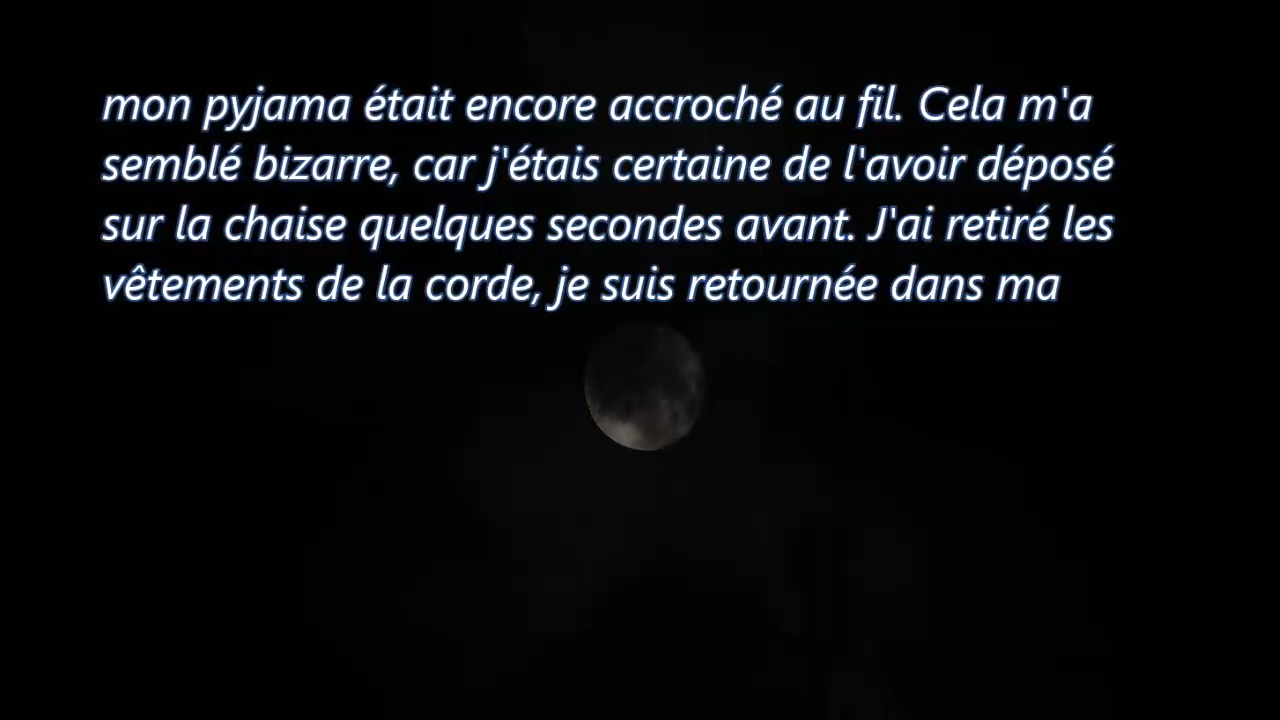 mon pyjama était encore accroché au fil. Cela m'a
semblé bizarre, car j'étais certaine de l'avoir déposé
sur la chaise quelques secondes avant. J'ai retiré les
vêtements de la corde, je suis retournée dans ma